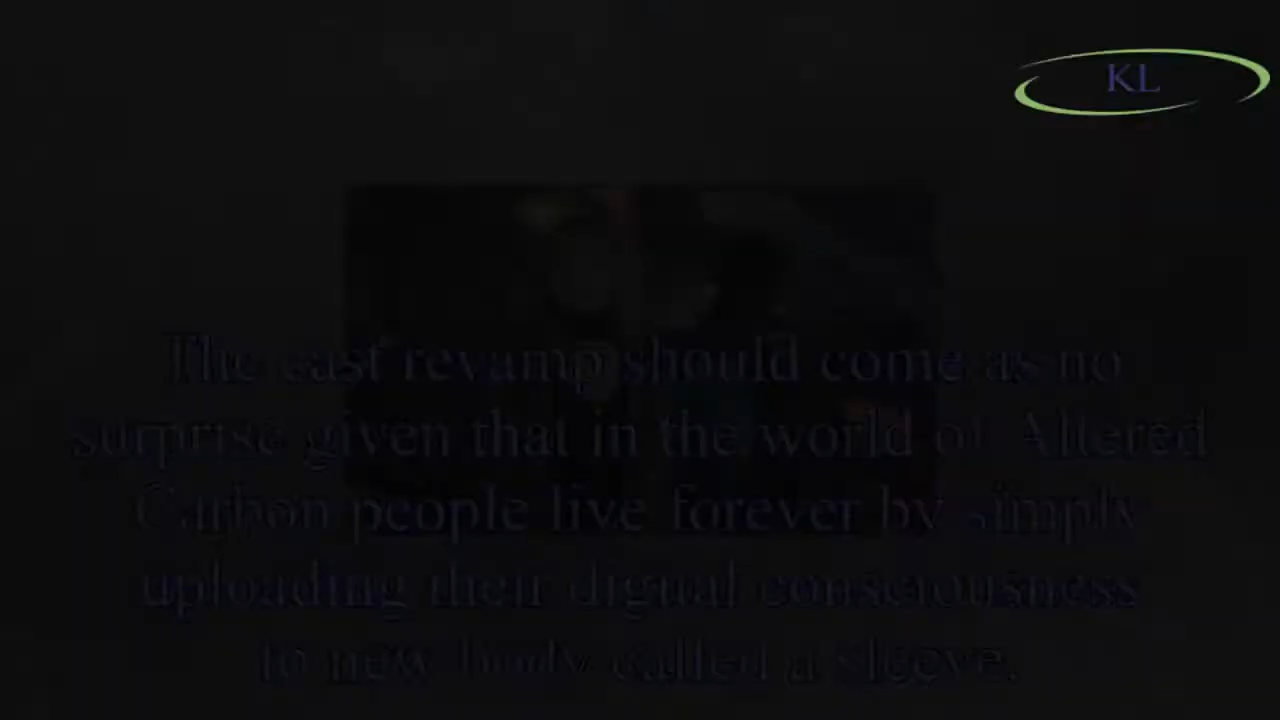 KL
The cast revamp should come as no
surprise given that in the world of Altered
Carbon people live forever by simply
uploading their digital consciousness
to new body called a sleeve.